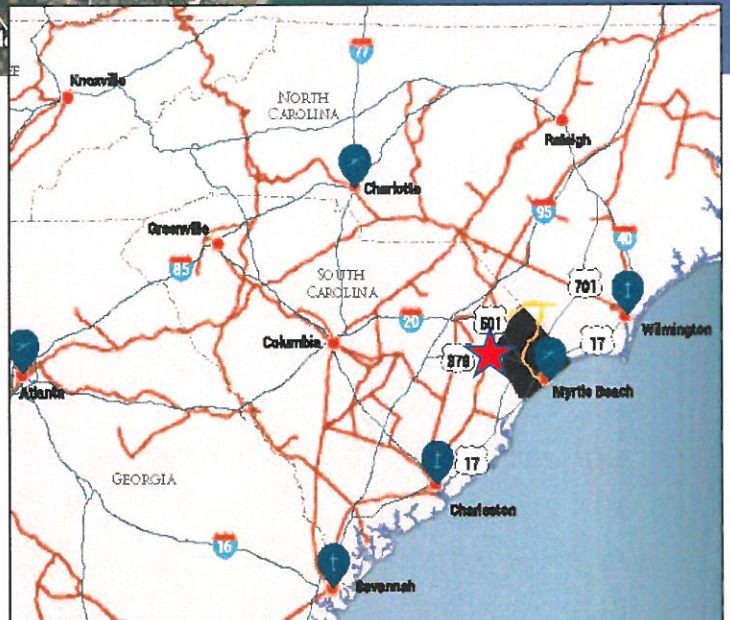 Knoxville
77
NORTH
CAROLINA
Raleigh
Charlotte
95
Greenville
40
85
SOUTH
CAROLINA
701
20
501
Wilmington
Columbia
17
378
Atlanta
Myrtle Beach
17
GEORGIA
Charleston
16
Savannah